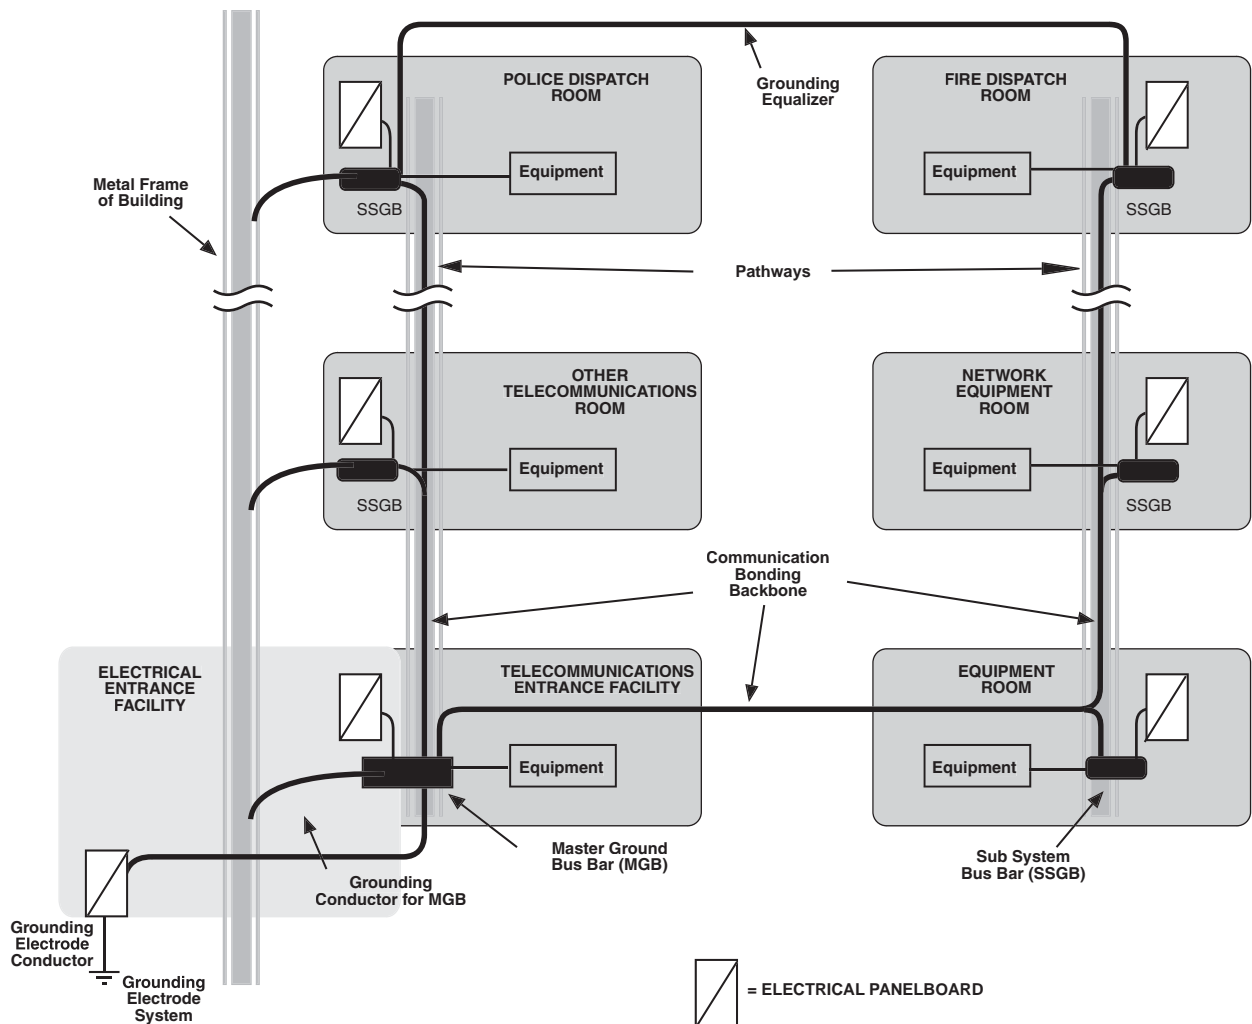 POLICE DISPATCH
ROOM
Grounding
Equalizer
FIRE DISPATCH
ROOM
Equipment
Equipment
Metal Frame
of Building
SSGB
SSGB
Pathways
OTHER
TELECOMMUNICATIONS
ROOM
NETWORK
EQUIPMENT
ROOM
Equipment
Equipment
SSGB
SSGB
Communication
Bonding
Backbone
ELECTRICAL
ENTRANCE
FACILITY
TELECOMMUNICATIONS
ENTRANCE FACILITY
EQUIPMENT
ROOM
Equipment
Equipment
Master Ground
Bus Bar (MGB)
Sub System
Bus Bar (SSGB)
Grounding
Conductor for MGB
Grounding
Electrode
Conductor
Grounding
Electrode
System
= ELECTRICAL PANELBOARD